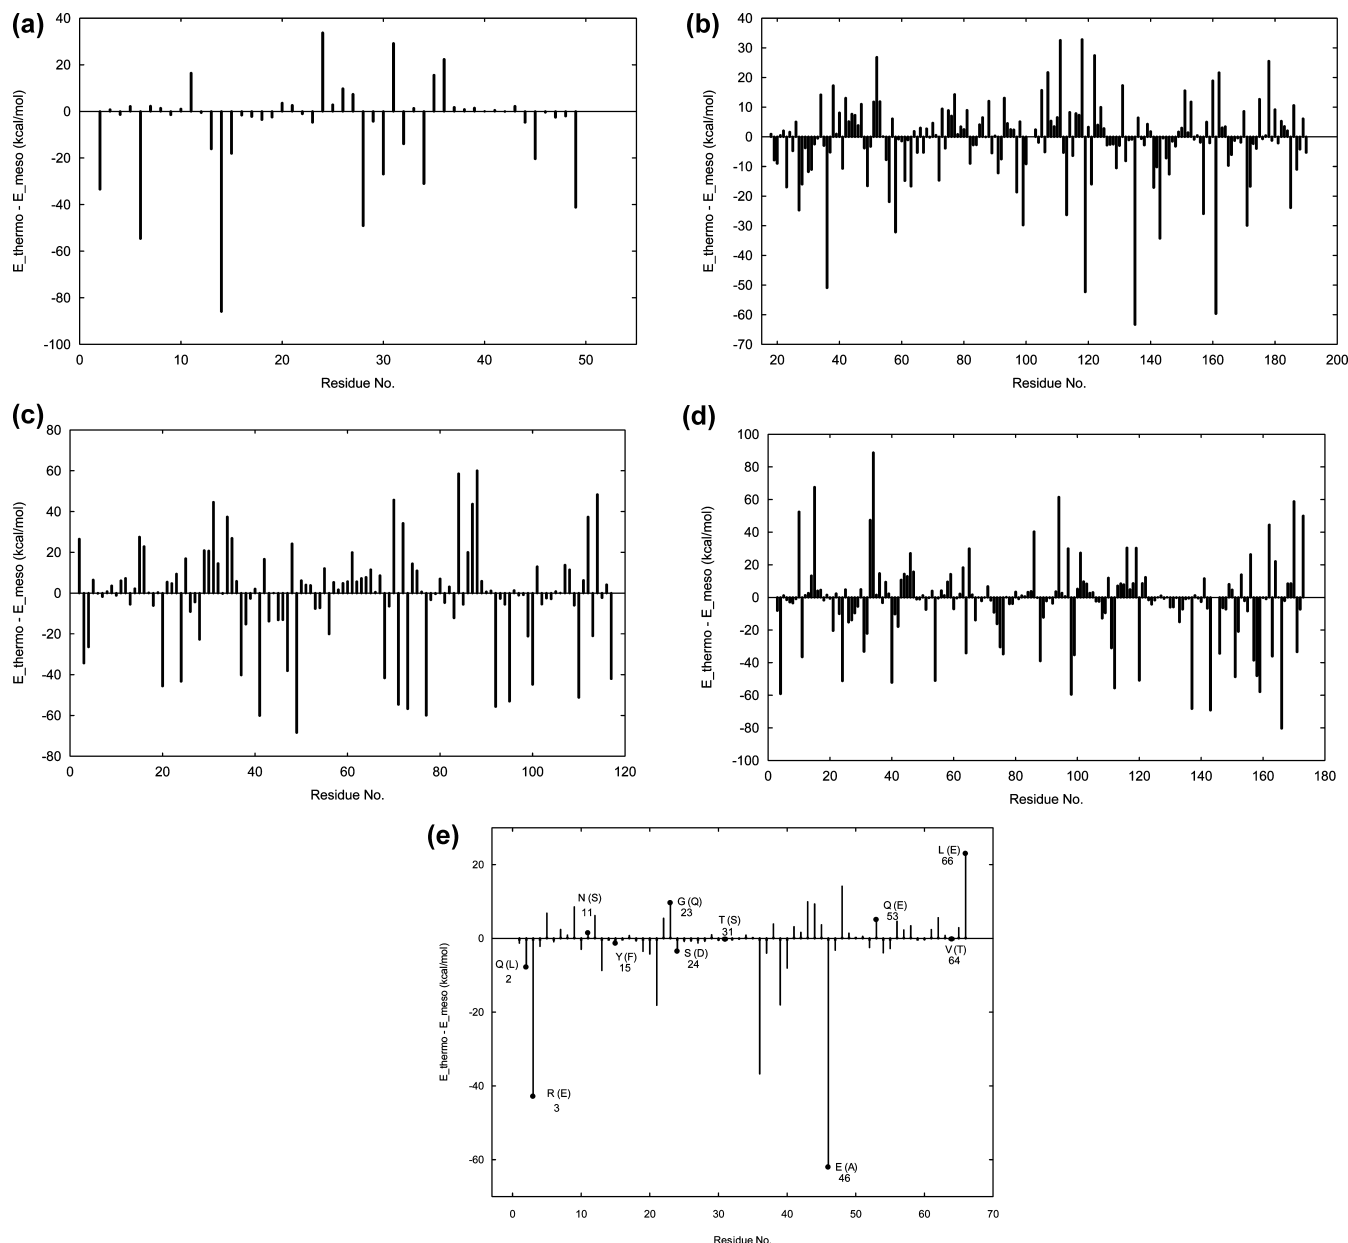 (a)
E_thermo - E_meso (kcal/mol)
40
20
0
-20
-40
-60
-80
-100
0 10 20 30 40 50
Residue No.
(b)
E_thermo - E_meso (kcal/mol)
40
30
20
10
0
-10
-20
-30
-40
-50
-60
-70
20 40 60 80 100 120 140 160 180 200
Residue No.
(c)
E_thermo - E_meso (kcal/mol)
80
60
40
20
0
-20
-40
-60
-80
0 20 40 60 80 100 120
Residue No.
(d)
E_thermo - E_meso (kcal/mol)
100
80
60
40
20
0
-20
-40
-60
-80
-100
0 20 40 60 80 100 120 140 160 180
Residue No.
(e)
E_thermo - E_meso (kcal/mol)
20
0
-20
-40
-60
L (E)
66
N (S)
11
G (Q)
23
Q (E)
53
T (S)
31
Q (L)
2
Y (F)
15
S (D)
24
V (T)
64
R (E)
3
E (A)
46
0 10 20 30 40 50 60 70
Residue No.